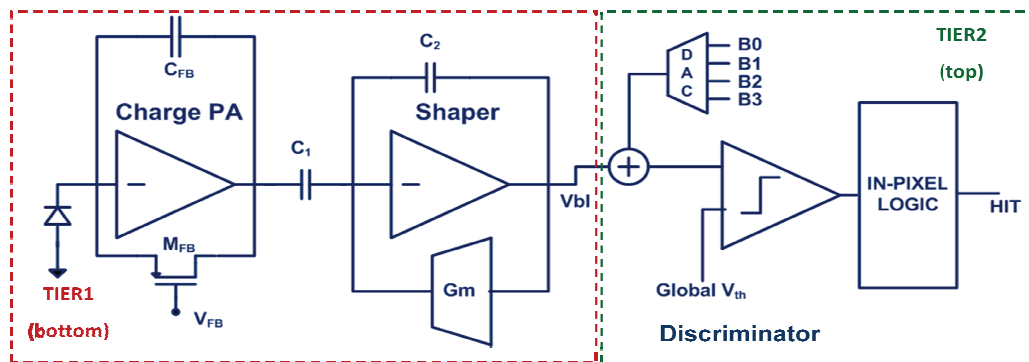 C_FB
Charge PA
C_1
M_FB
V_FB
TIER1
(bottom)
C_2
Shaper
Vbl
Gm
TIER2
(top)
D
A
C
B0
B1
B2
B3
+
Global V_th
IN-PIXEL
LOGIC
HIT
Discriminator